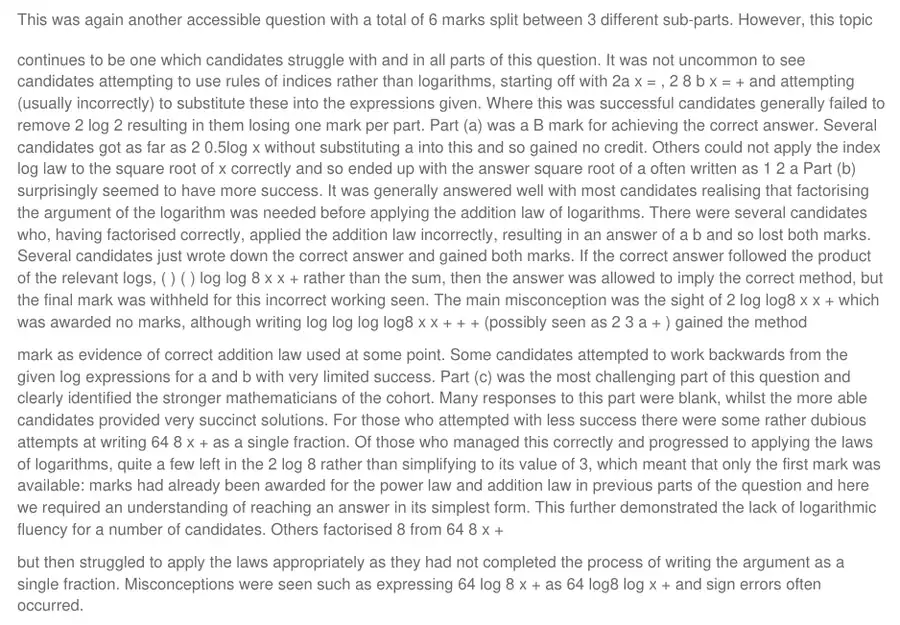 This was again another accessible question with a total of 6 marks split between 3 different sub-parts. However, this topic
continues to be one which candidates struggle with and in all parts of this question. It was not uncommon to see
candidates attempting to use rules of indices rather than logarithms, starting off with 2a x = , 2 8 b x = + and attempting
(usually incorrectly) to substitute these into the expressions given. Where this was successful candidates generally failed to
remove 2 log 2 resulting in them losing one mark per part. Part (a) was a B mark for achieving the correct answer. Several
candidates got as far as 2 0.5log x without substituting a into this and so gained no credit. Others could not apply the index
log law to the square root of x correctly and so ended up with the answer square root of a often written as 1 2 a Part (b)
surprisingly seemed to have more success. It was generally answered well with most candidates realising that factorising
the argument of the logarithm was needed before applying the addition law of logarithms. There were several candidates
who, having factorised correctly, applied the addition law incorrectly, resulting in an answer of a b and so lost both marks.
Several candidates just wrote down the correct answer and gained both marks. If the correct answer followed the product
of the relevant logs, ( ) ( ) log log 8 x x + rather than the sum, then the answer was allowed to imply the correct method, but
the final mark was withheld for this incorrect working seen. The main misconception was the sight of 2 log log8 x x + which
was awarded no marks, although writing log log log log8 x x + + + (possibly seen as 2 3 a + ) gained the method
mark as evidence of correct addition law used at some point. Some candidates attempted to work backwards from the
given log expressions for a and b with very limited success. Part (c) was the most challenging part of this question and
clearly identified the stronger mathematicians of the cohort. Many responses to this part were blank, whilst the more able
candidates provided very succinct solutions. For those who attempted with less success there were some rather dubious
attempts at writing 64 8 x + as a single fraction. Of those who managed this correctly and progressed to applying the laws
of logarithms, quite a few left in the 2 log 8 rather than simplifying to its value of 3, which meant that only the first mark was
available: marks had already been awarded for the power law and addition law in previous parts of the question and here
we required an understanding of reaching an answer in its simplest form. This further demonstrated the lack of logarithmic
fluency for a number of candidates. Others factorised 8 from 64 8 x +
but then struggled to apply the laws appropriately as they had not completed the process of writing the argument as a
single fraction. Misconceptions were seen such as expressing 64 log 8 x + as 64 log8 log x + and sign errors often
occurred.